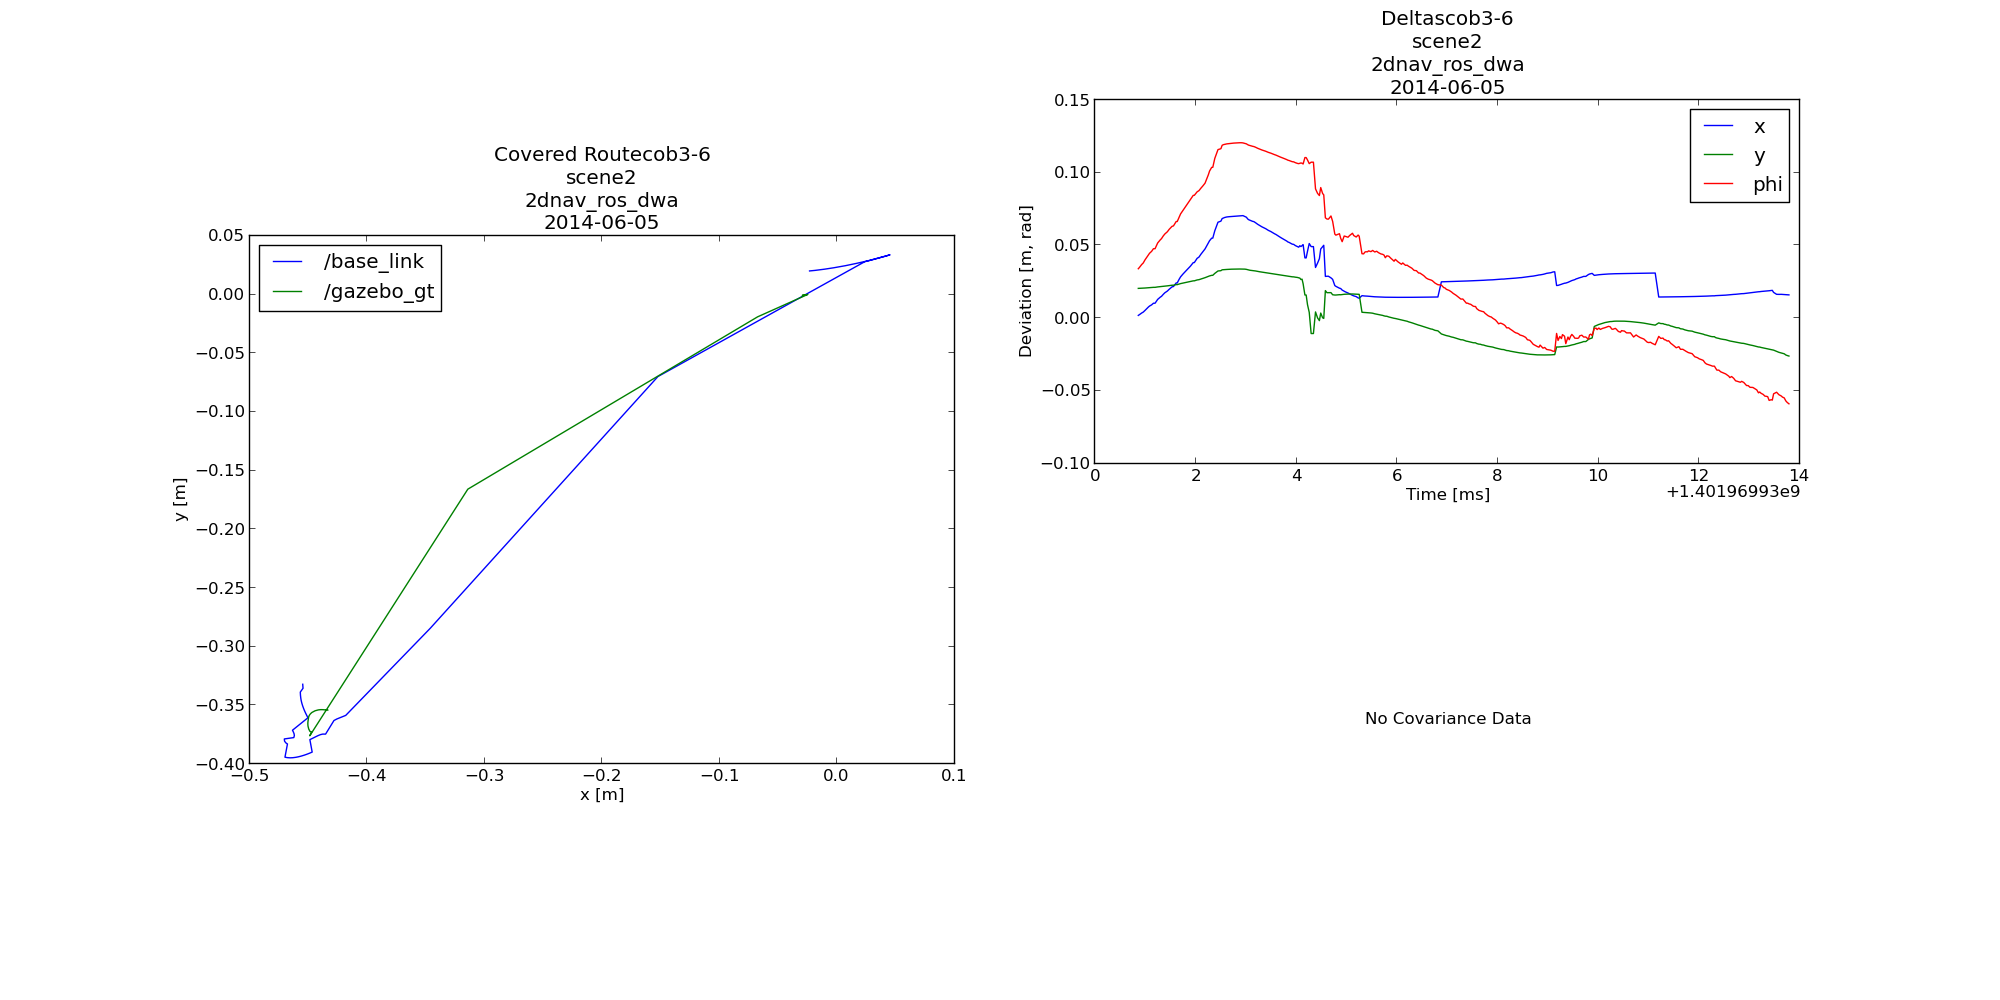 Covered Routecob3-6
scene2
2dnav_ros_dwa
2014-06-05
/base_link
/gazebo_gt
0.05
0.00
−0.05
−0.10
−0.15
−0.20
−0.25
−0.30
−0.35
−0.40
y [m]
−0.5
−0.4
−0.3
−0.2
−0.1
0.0
0.1
x [m]
Deltascob3-6
scene2
2dnav_ros_dwa
2014-06-05
x
y
phi
0.15
0.10
0.05
0.00
−0.05
−0.10
Deviation [m, rad]
0
2
4
6
8
10
12
14
+1.40196993e9
Time [ms]
No Covariance Data